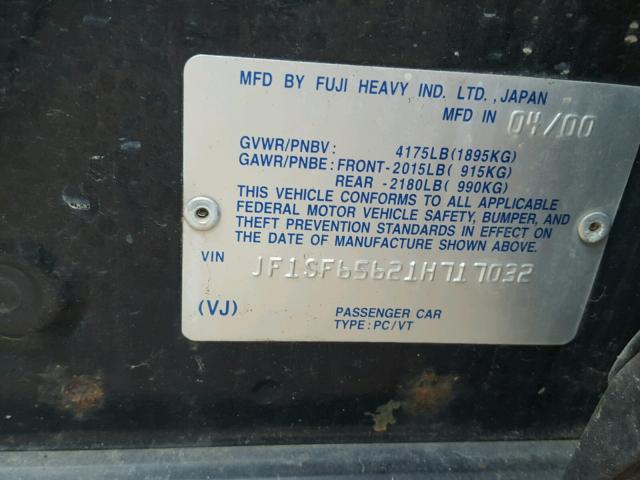 MFD BY FUJI HEAVY IND. LTD., JAPAN
MFD IN 04/00
GVWR/PNBV: 4175LB(1895KG)
GAWR/PNBE: FRONT-2015LB( 915KG)
REAR -2180LB( 990KG)
THIS VEHICLE CONFORMS TO ALL APPLICABLE
FEDERAL MOTOR VEHICLE SAFETY, BUMPER, AND
THEFT PREVENTION STANDARDS IN EFFECT ON
THE DATE OF MANUFACTURE SHOWN ABOVE.
VIN JF1SF65621H717032
(VJ) PASSENGER CAR
TYPE: PC/VT